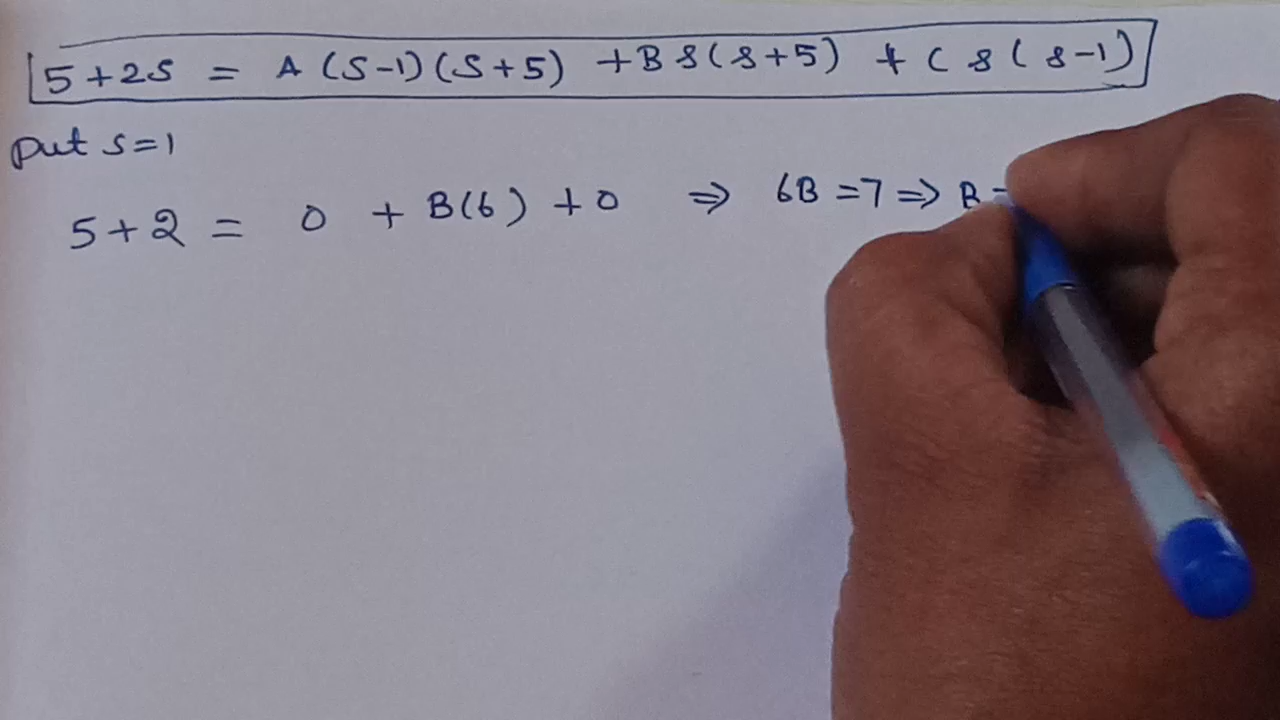 5+2S = A (S-1)(S+5) +B S(S+5) + C S(S-1)
Put S=1
5+2 = 0 + B(6) +0 ⇒ 6B =7 ⇒ B =